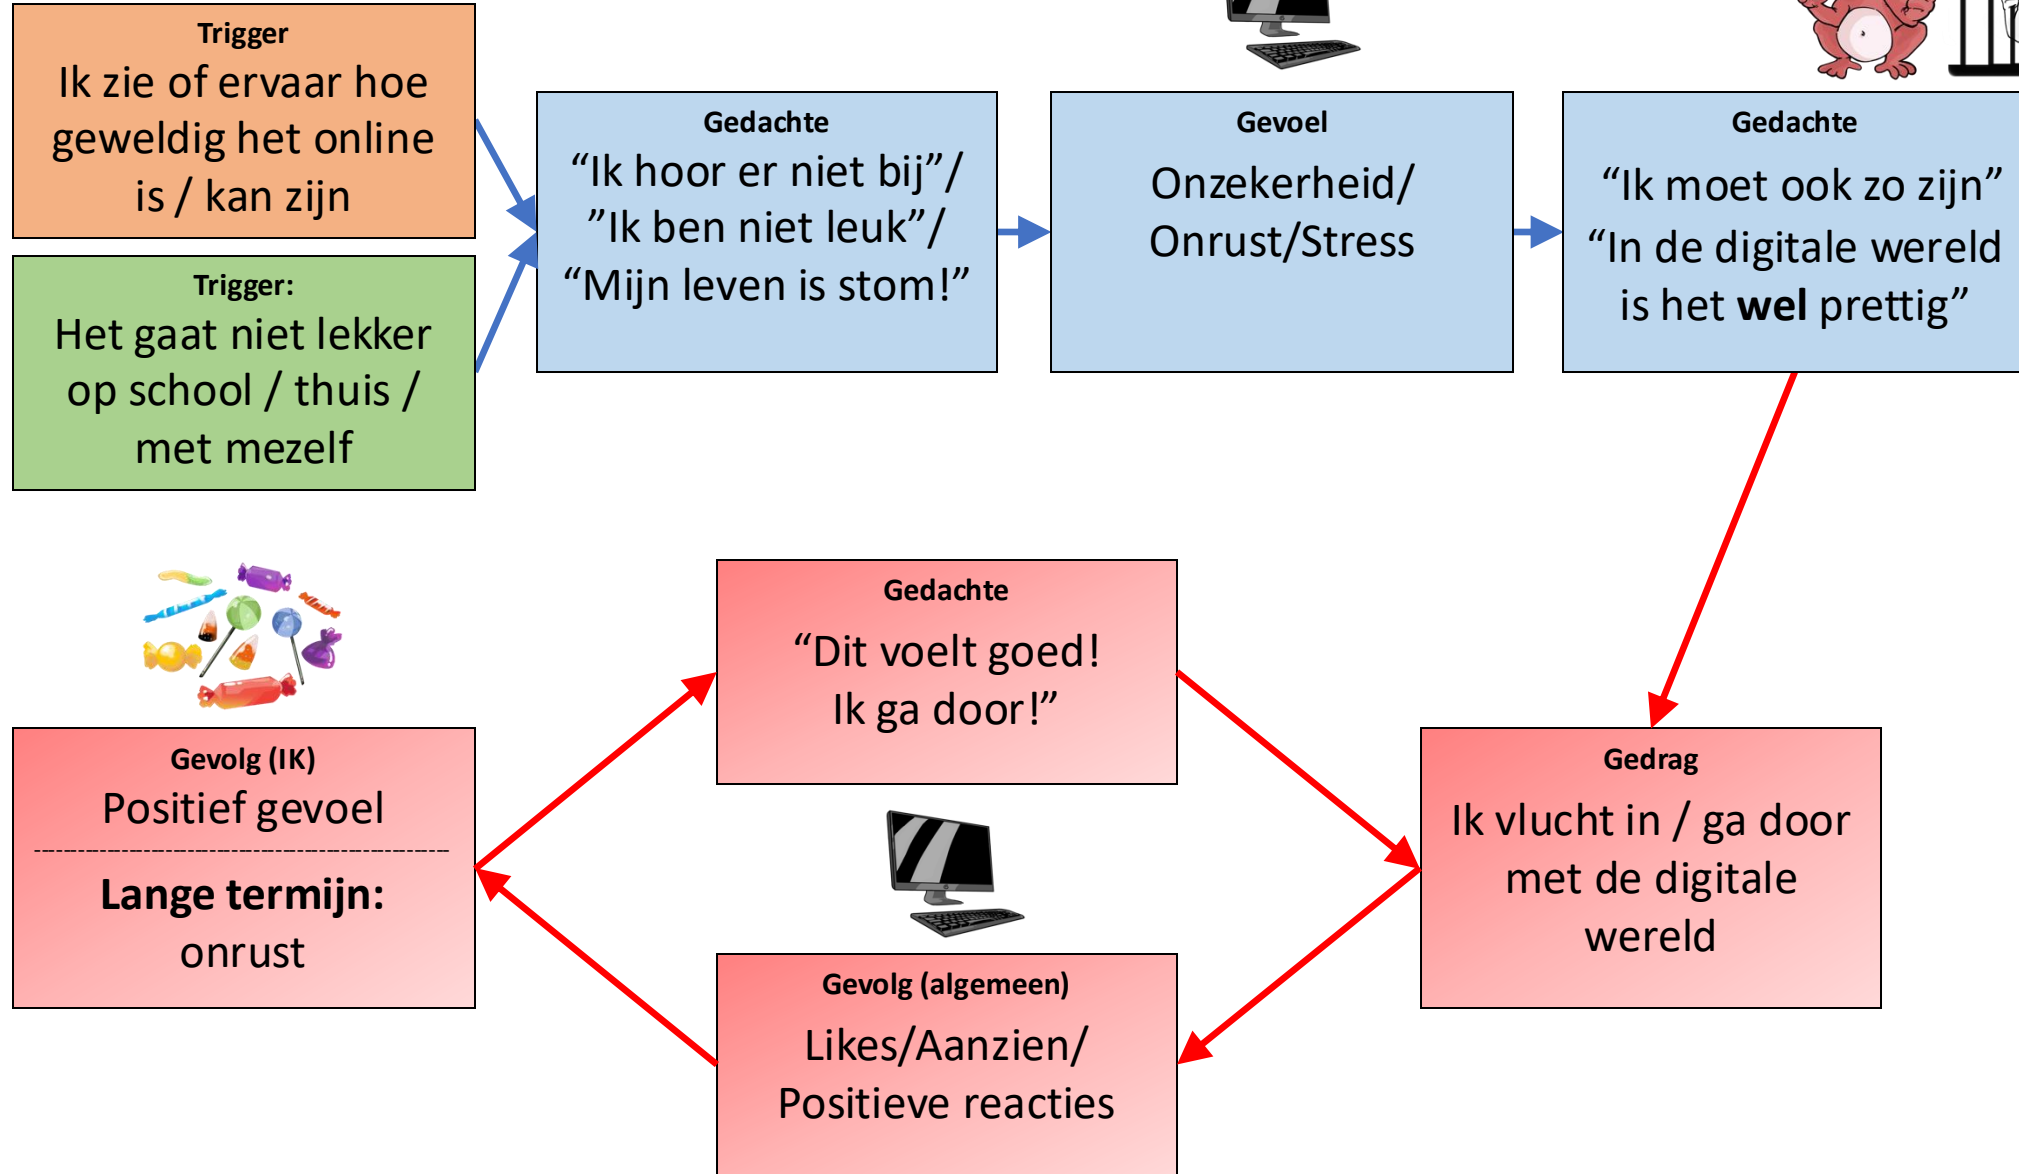 Trigger
Ik zie of ervaar hoe
geweldig het online
is / kan zijn
Trigger:
Het gaat niet lekker
op school / thuis /
met mezelf
Gedachte
“Ik hoor er niet bij”/
”Ik ben niet leuk”/
“Mijn leven is stom!”
Gevoel
Onzekerheid/
Onrust/Stress
Gedachte
“Ik moet ook zo zijn”
“In de digitale wereld
is het wel prettig”
Gedachte
“Dit voelt goed!
Ik ga door!”
Gevolg (IK)
Positief gevoel
Lange termijn:
onrust
Gedrag
Ik vlucht in / ga door
met de digitale
wereld
Gevolg (algemeen)
Likes/Aanzien/
Positieve reacties